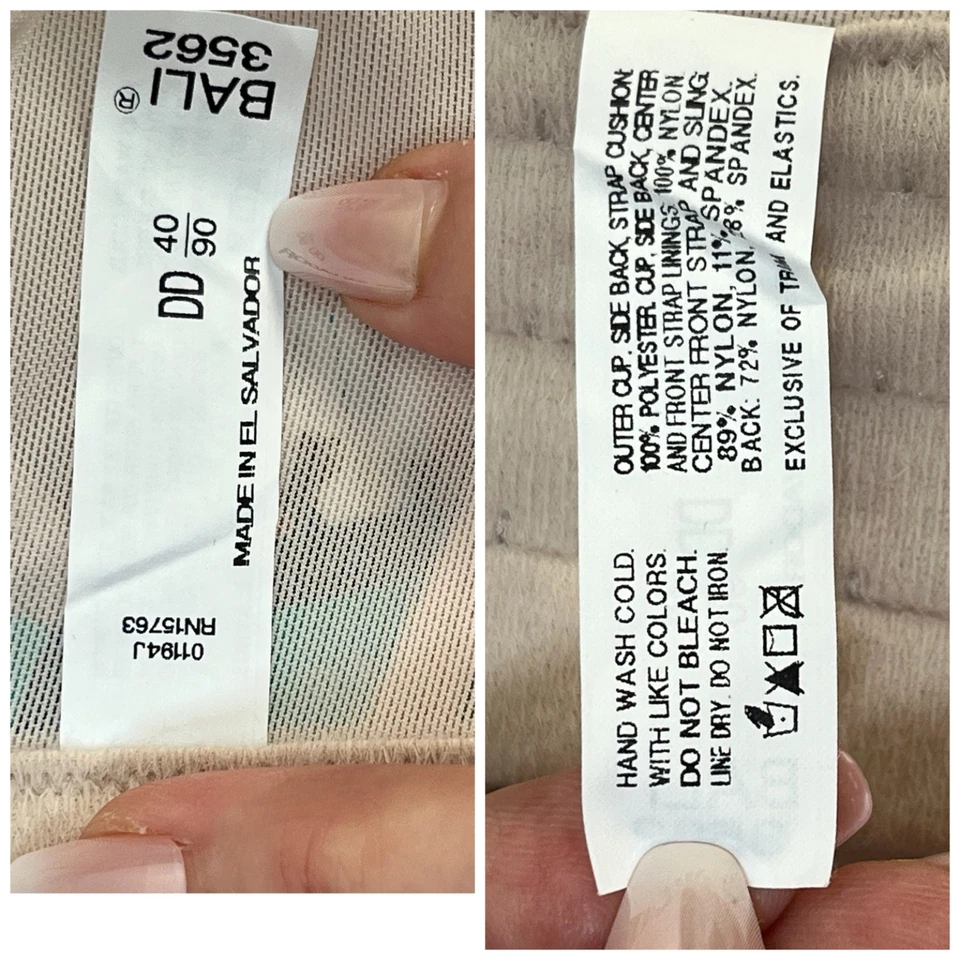 BALI ®
3562
DD 40
90
MADE IN EL SALVADOR
01194J
RN15763
OUTER CUP, SIDE BACK, STRAP CUSHION:
100% POLYESTER. CUP, SIDE BACK, CENTER
AND FRONT STRAP LININGS: 100% NYLON
CENTER FRONT STRAP AND SLING
89% NYLON, 11% SPANDEX.
BACK: 72% NYLON, SPANDEX.
EXCLUSIVE OF TRIM AND ELASTICS.
HAND WASH COLD.
WITH LIKE COLORS.
DO NOT BLEACH.
LINE DRY. DO NOT IRON.